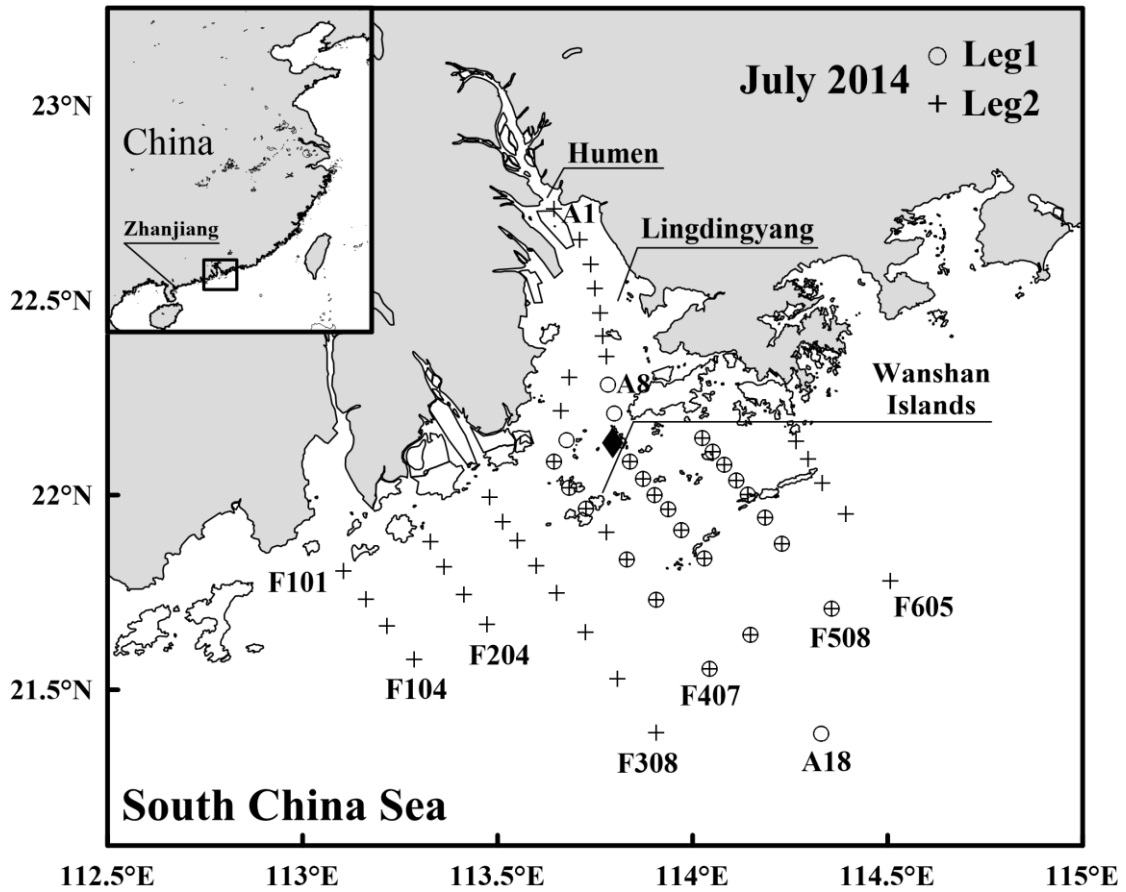 July 2014
Leg1
Leg2
China
Zhanjiang
Humen
A1
Lingdingyang
A8
Wanshan
Islands
F101
F104
F204
F308
F407
F508
F605
A18
South China Sea
23°N
22.5°N
22°N
21.5°N
112.5°E
113°E
113.5°E
114°E
114.5°E
115°E